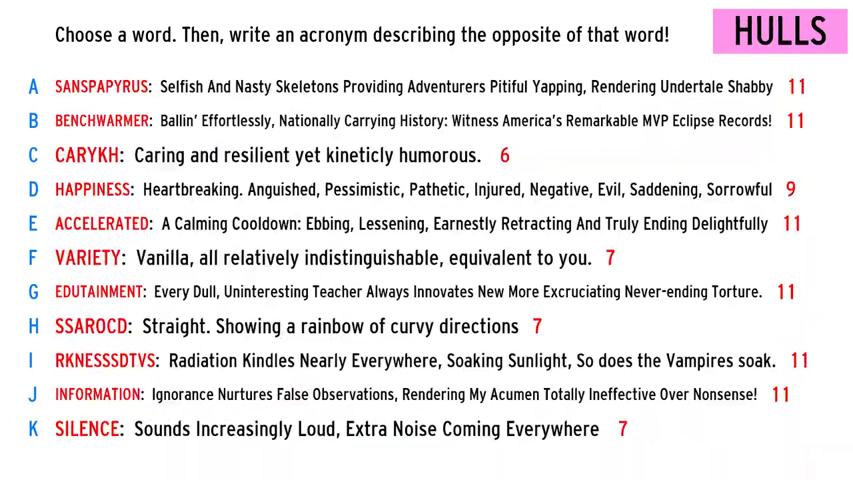 Choose a word. Then, write an acronym describing the opposite of that word!
HULLS
A SANSPAPYRUS: Selfish And Nasty Skeletons Providing Adventurers Pitiful Yapping, Rendering Undertale Shabby 11
B BENCHWARMER: Ballin' Effortlessly, Nationally Carrying History: Witness America's Remarkable MVP Eclipse Records! 11
C CARYKH: Caring and resilient yet kineticly humorous. 6
D HAPPINESS: Heartbreaking. Anguished, Pessimistic, Pathetic, Injured, Negative, Evil, Saddening, Sorrowful 9
E ACCELERATED: A Calming Cooldown: Ebbing, Lessening, Earnestly Retracting And Truly Ending Delightfully 11
F VARIETY: Vanilla, all relatively indistinguishable, equivalent to you. 7
G EDUTAINMENT: Every Dull, Uninteresting Teacher Always Innovates New More Excruciating Never-ending Torture. 11
H SSAROCD: Straight. Showing a rainbow of curvy directions 7
I RKNESSSDTVS: Radiation Kindles Nearly Everywhere, Soaking Sunlight, So does the Vampires soak. 11
J INFORMATION: Ignorance Nurtures False Observations, Rendering My Acumen Totally Ineffective Over Nonsense! 11
K SILENCE: Sounds Increasingly Loud, Extra Noise Coming Everywhere 7